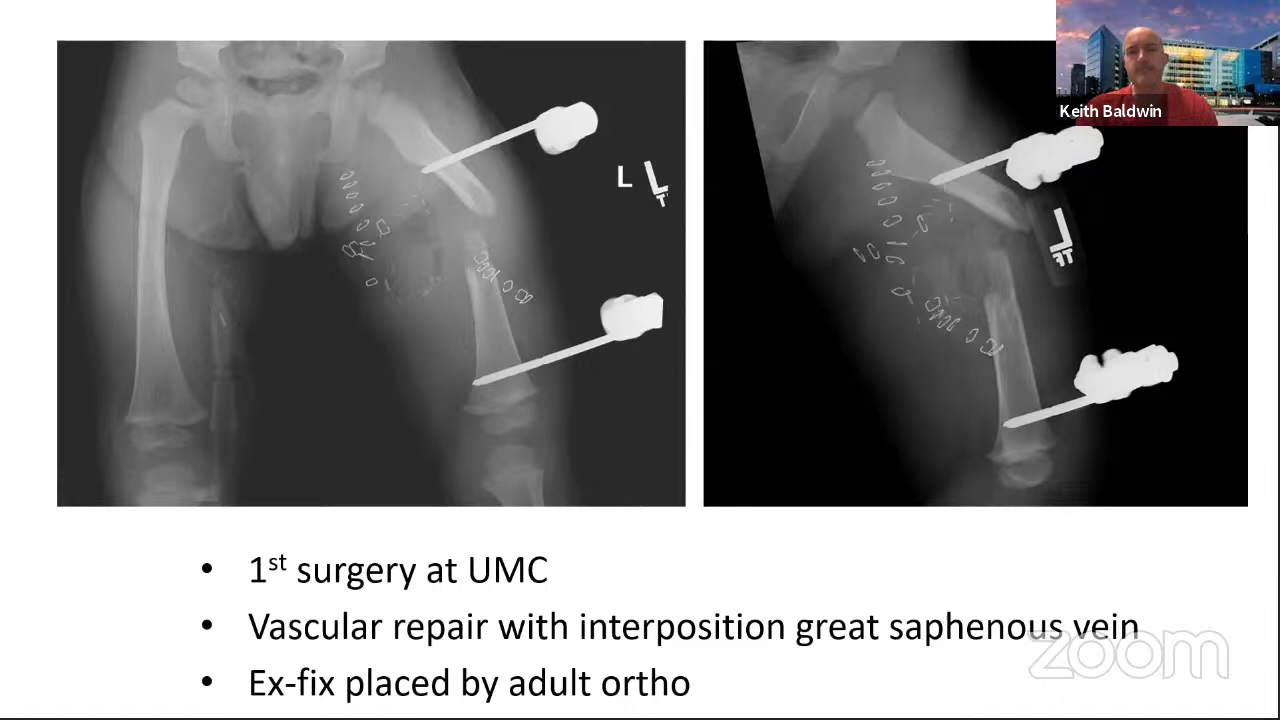 Keith Baldwin
L L
T
L
RT
• 1st surgery at UMC
• Vascular repair with interposition great saphenous vein
• Ex-fix placed by adult ortho
zoom